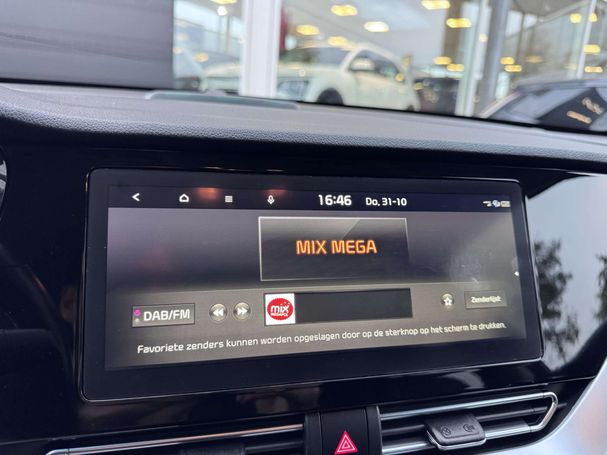 16:46 Do, 31-10
MIX MEGA
DAB/FM
mix
MEGAPOL
Zenderlijst
Favoriete zenders kunnen worden opgeslagen door op de sterknop op het scherm te drukken.